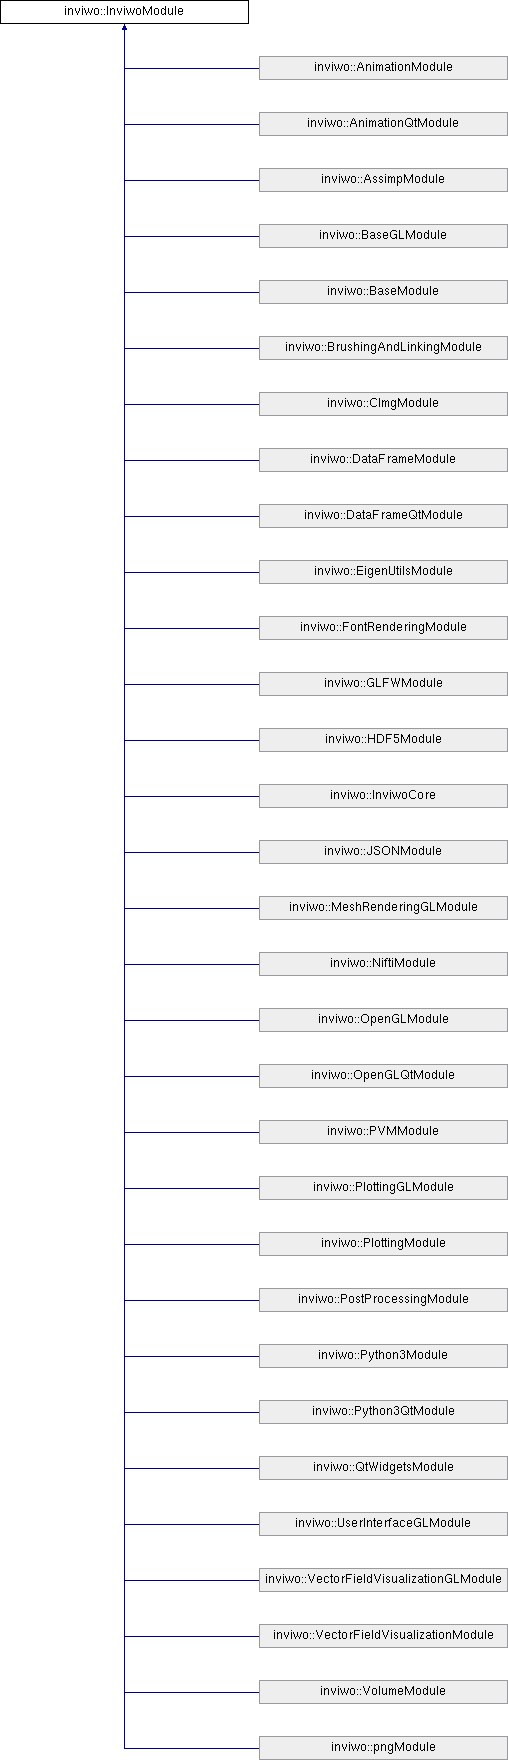 inviwo::InviwoModule
inviwo::AnimationModule
inviwo::AnimationQtModule
inviwo::AssimpModule
inviwo::BaseGLModule
inviwo::BaseModule
inviwo::BrushingAndLinkingModule
inviwo::CImgModule
inviwo::DataFrameModule
inviwo::DataFrameQtModule
inviwo::EigenUtilsModule
inviwo::FontRenderingModule
inviwo::GLFWModule
inviwo::HDF5Module
inviwo::InviwoCore
inviwo::JSONModule
inviwo::MeshRenderingGLModule
inviwo::NiftiModule
inviwo::OpenGLModule
inviwo::OpenGLQtModule
inviwo::PVMModule
inviwo::PlottingGLModule
inviwo::PlottingModule
inviwo::PostProcessingModule
inviwo::Python3Module
inviwo::Python3QtModule
inviwo::QtWidgetsModule
inviwo::UserInterfaceGLModule
inviwo::VectorFieldVisualizationGLModule
inviwo::VectorFieldVisualizationModule
inviwo::VolumeModule
inviwo::pngModule